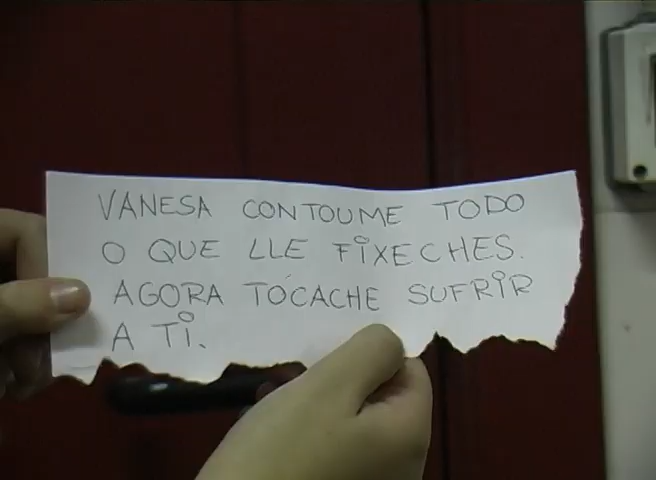 VANESA CONTOUME TODO
O QUE LLE FIXECHES.
AGORA TÓCACHE SUFRIR
A TI.